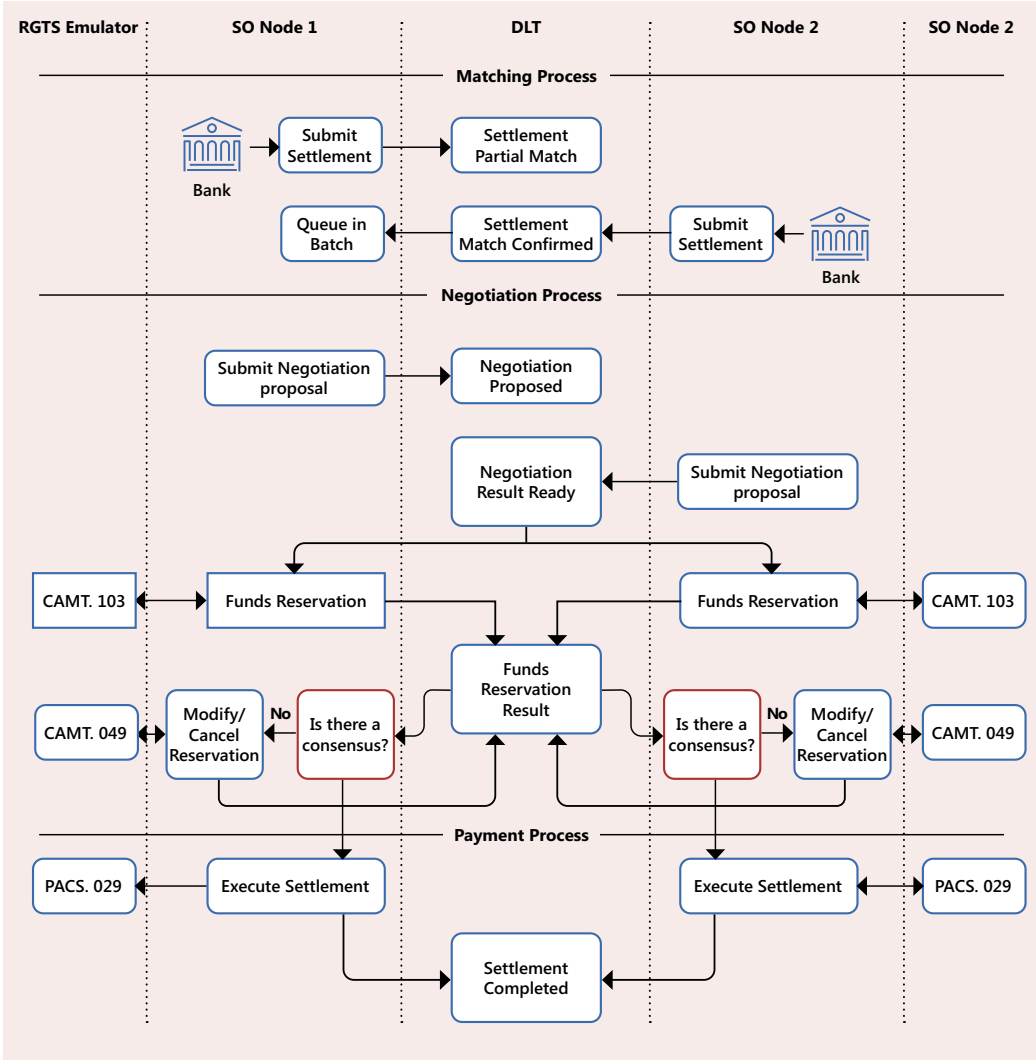 RGTS Emulator
SO Node 1
DLT
SO Node 2
SO Node 2
Matching Process
Bank
Submit
Settlement
Settlement
Partial Match
Queue in
Batch
Settlement
Match Confirmed
Submit
Settlement
Bank
Negotiation Process
Submit Negotiation
proposal
Negotiation
Proposed
Negotiation
Result Ready
Submit Negotiation
proposal
CAMT. 103
Funds Reservation
Funds Reservation
CAMT. 103
Funds
Reservation
Result
CAMT. 049
Modify/
Cancel
Reservation
No
Is there a
consensus?
Is there a
consensus?
No
Modify/
Cancel
Reservation
CAMT. 049
Payment Process
PACS. 029
Execute Settlement
Execute Settlement
PACS. 029
Settlement
Completed